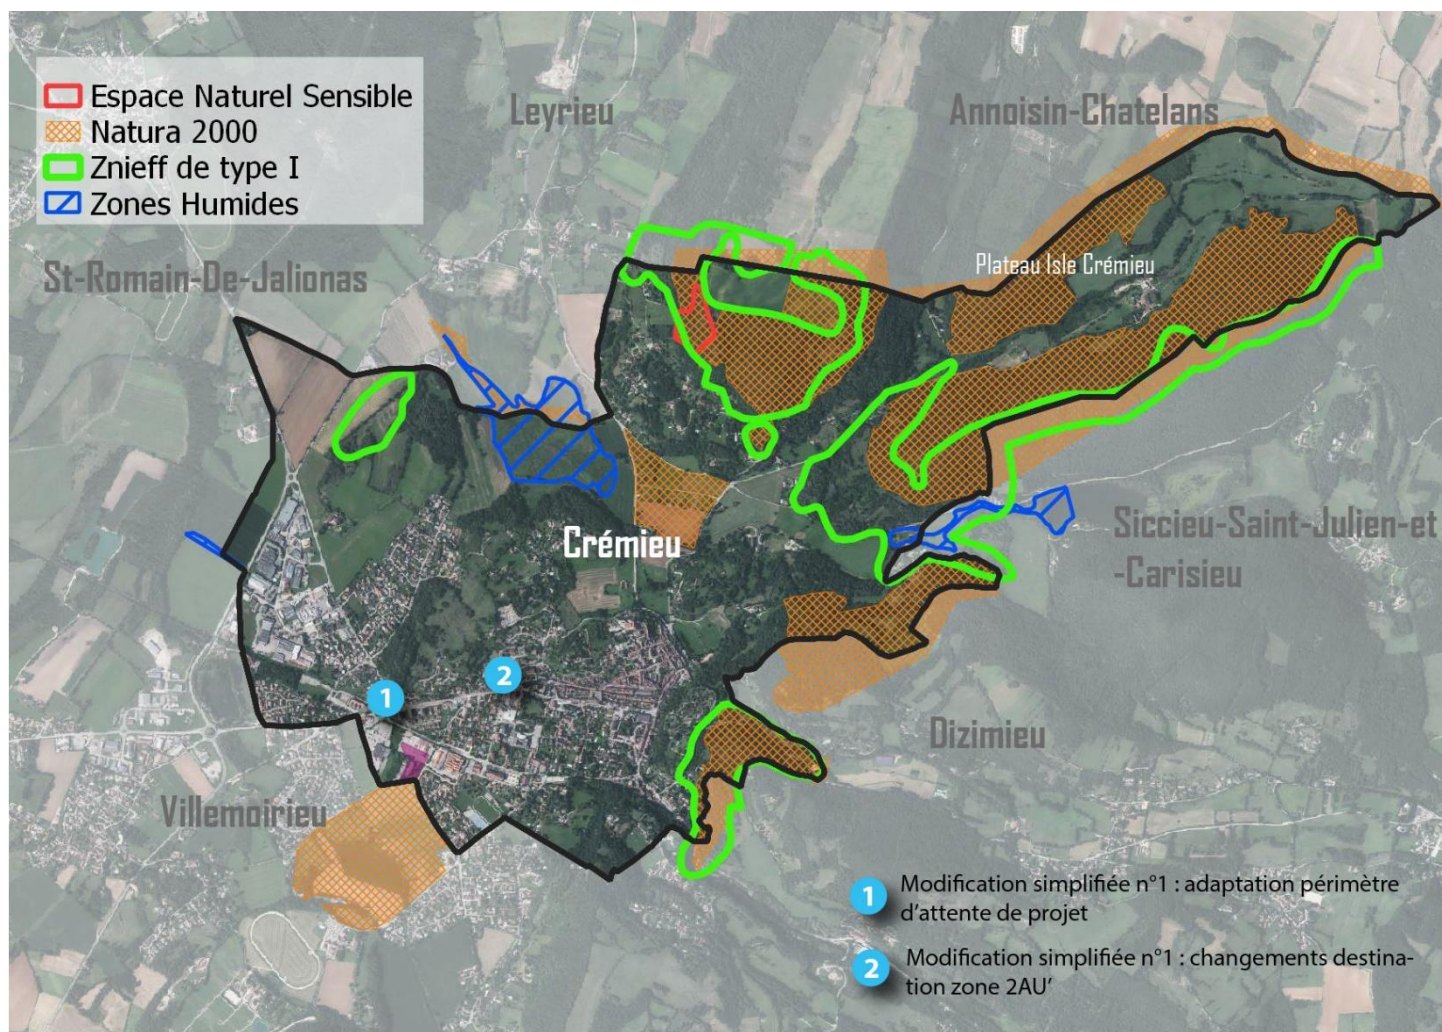 Espace Naturel Sensible
Natura 2000
Znieff de type I
Zones Humides
Leyrieu
Annoisin-Chatelans
St-Romain-De-Jalionas
Plateau Isle Crémieu
Crémieu
Siccieu-Saint-Julien-et
-Carisieu
1
2
Dizimieu
Villemoirieu
1 Modification simplifiée n°1 : adaptation périmètre
d'attente de projet
2 Modification simplifiée n°1 : changements destina-
tion zone 2AU'